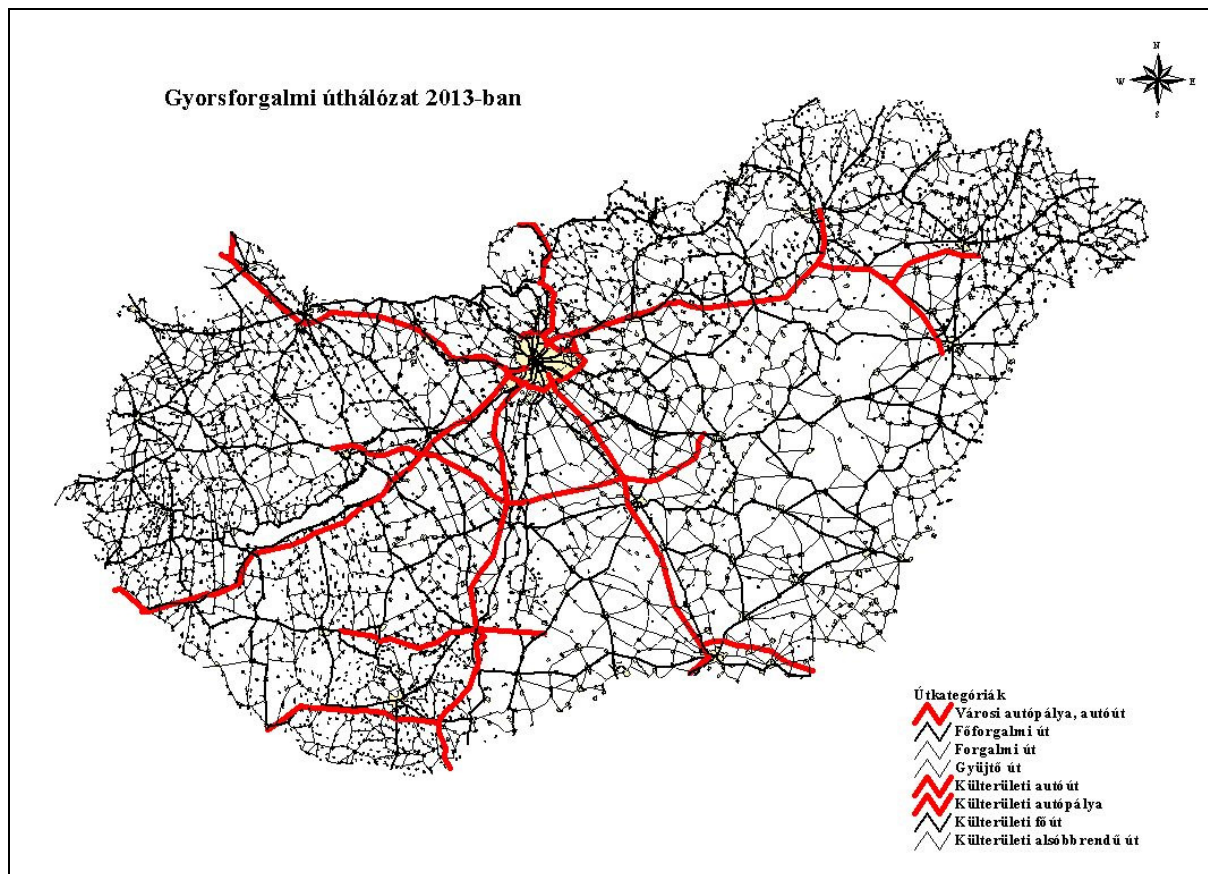 Gyorsforgalmi úthálózat 2013-ban
N
W E
S
Útkategóriák
Városi autópálya, autóút
Főforgalmi út
Forgalmi út
Gyüjtő út
Külterületi autóút
Külterületi autópálya
Külterületi főút
Külterületi alsóbbrendű út